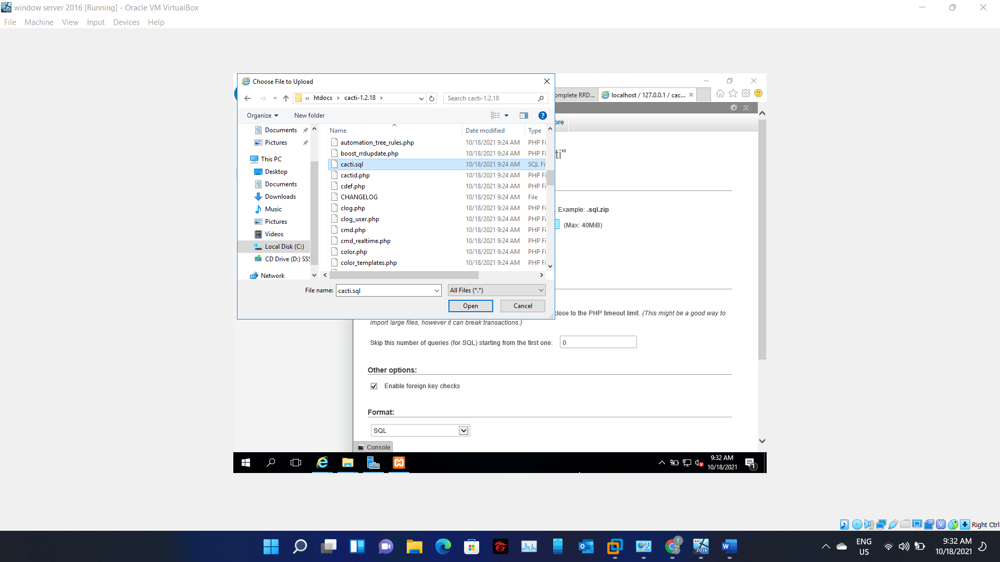 window server 2016 [Running] - Oracle VM VirtualBox
File Machine View Input Devices Help
Choose File to Upload
« htdocs › cacti-1.2.18 ›
Search cacti-1.2.18
omplete RRD...
localhost / 127.0.0.1 / cac...
Organize
New folder
Documents
Pictures
This PC
Desktop
Documents
Downloads
Music
Pictures
Videos
Local Disk (C:)
CD Drive (D:) SSS
Network
Name Date modified Type
automation_tree_rules.php 10/18/2021 9:24 AM PHP Fi
boost_rrdupdate.php 10/18/2021 9:24 AM PHP Fi
cacti.sql 10/18/2021 9:24 AM SQL Fi
cactid.php 10/18/2021 9:24 AM PHP Fi
cdef.php 10/18/2021 9:24 AM PHP Fi
CHANGELOG 10/18/2021 9:24 AM File
clog.php 10/18/2021 9:24 AM PHP Fi
clog_user.php 10/18/2021 9:24 AM PHP Fi
cmd.php 10/18/2021 9:24 AM PHP Fi
cmd_realtime.php 10/18/2021 9:24 AM PHP Fi
color.php 10/18/2021 9:24 AM PHP Fi
color_templates.php 10/18/2021 9:24 AM PHP Fi
File name: cacti.sql
All Files (*.*)
Open
Cancel
ore
ti"
Example: .sql.zip
(Max: 40MiB)
close to the PHP timeout limit. (This might be a good way to
import large files, however it can break transactions.)
Skip this number of queries (for SQL) starting from the first one: 0
Other options:
Enable foreign key checks
Format:
SQL
Console
9:32 AM
10/18/2021
1
Right Ctrl
64
2016
T
T
ENG
US
9:32 AM
10/18/2021